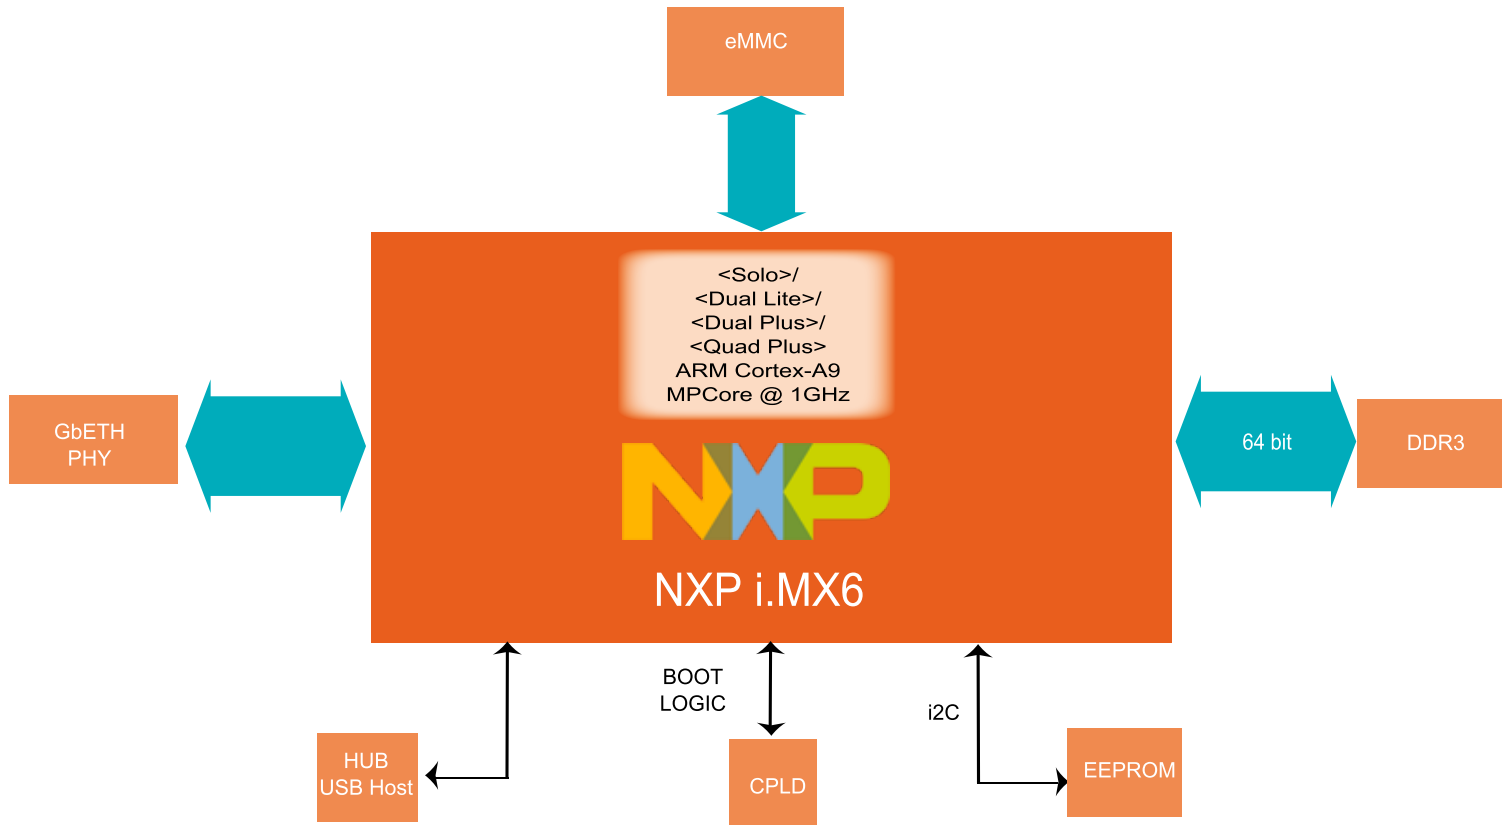 eMMC
<Solo>/
<Dual Lite>/
<Dual Plus>/
<Quad Plus>
ARM Cortex-A9
MPCore @ 1GHz
GbETH
PHY
64 bit
DDR3
NXP
NXP i.MX6
BOOT
LOGIC
i2C
HUB
USB Host
CPLD
EEPROM